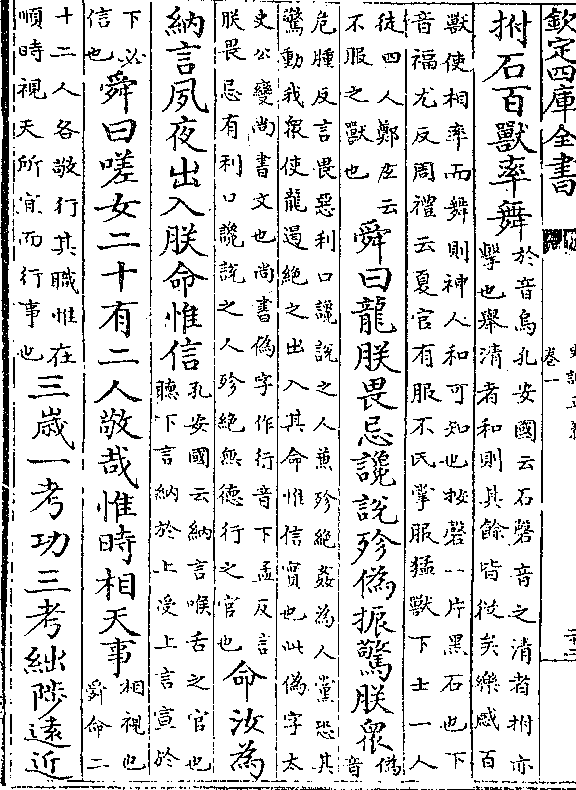 欽定四庫全書
卷一
拊石百獸率舞
於音烏孔安國云石磬音之清者拊亦
擊也舉清者和則其餘皆從矣樂感百
獸使相率而舞則神人和可知也按磬一片黑石也下
音福尤反周禮云夏官有服不氏掌服猛獸下士一人
徒四人鄭𤣥云
不服之獸也
舜曰龍朕畏忌讒說殄偽振驚朕衆
偽
音
危腄反言畏惡利口讒說之人兼殄絕姦為人黨恐其
驚動我衆使龍遏絕之出入其命惟信實也此偽字太
史公變尚書文也尚書偽字作行音下孟反言
朕畏忌有利口讒說之人殄絕無德行之官也
命汝為
納言夙夜出入朕命惟信
孔安國云納言喉舌之官也
聽下言納於上受上言宣於
下必
信也
舜曰嗟女二十有二人敬哉惟時相天事
相視也
舜命二
十二人各敬行其職惟在
順時視天所宜而行事也
三歲一考功三考絀陟遠近